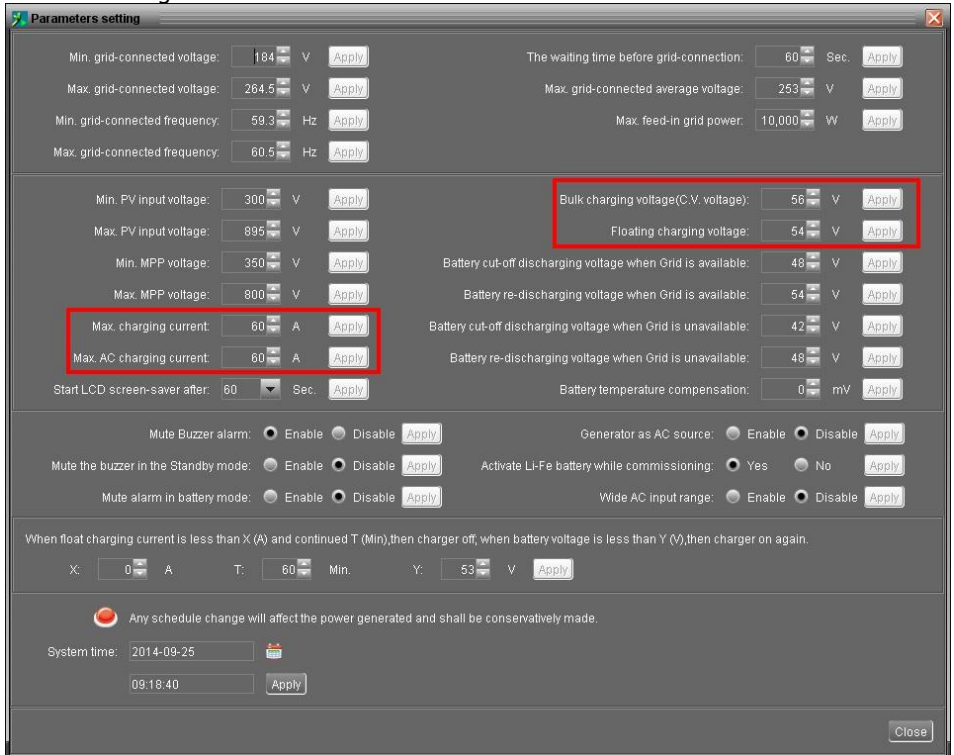 Parameters setting
Min. grid-connected voltage: 184 V Apply The waiting time before grid-connection: 60 Sec. Apply
Max. grid-connected voltage: 264.5 V Apply Max. grid-connected average voltage: 253 V Apply
Min. grid-connected frequency: 59.3 Hz Apply Max. feed-in grid power: 10,000 W Apply
Max. grid-connected frequency: 60.5 Hz Apply
Min. PV input voltage: 300 V Apply Bulk charging voltage(C.V. voltage): 56 V Apply
Max. PV input voltage: 895 V Apply Floating charging voltage: 54 V Apply
Min. MPP voltage: 350 V Apply Battery cut-off discharging voltage when Grid is available: 48 V Apply
Max. MPP voltage: 800 V Apply Battery re-discharging voltage when Grid is available: 54 V Apply
Max. charging current: 60 A Apply Battery cut-off discharging voltage when Grid is unavailable: 42 V Apply
Max. AC charging current: 60 A Apply Battery re-discharging voltage when Grid is unavailable: 48 V Apply
Start LCD screen-saver after: 60 Sec. Apply Battery temperature compensation: 0 mV Apply
Mute Buzzer alarm: Enable Disable Apply Generator as AC source: Enable Disable Apply
Mute the buzzer in the Standby mode: Enable Disable Apply Activate Li-Fe battery while commissioning: Yes No Apply
Mute alarm in battery mode: Enable Disable Apply Wide AC input range: Enable Disable Apply
When float charging current is less than X (A) and continued T (Min),then charger off, when battery voltage is less than Y (V),then charger on again.
X: 0 A T: 60 Min. Y: 53 V Apply
Any schedule change will affect the power generated and shall be conservatively made.
System time: 2014-09-25
09:18:40 Apply
Close